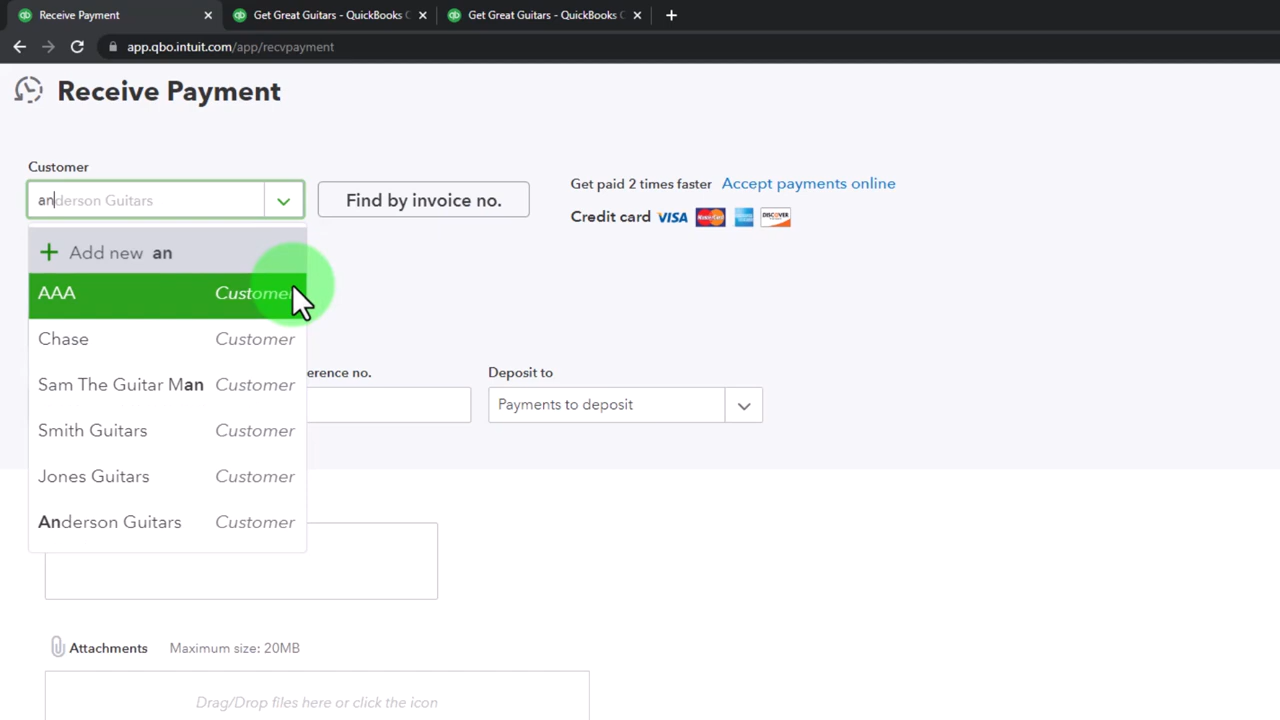 Receive Payment
Get Great Guitars - QuickBooks
Get Great Guitars - QuickBooks
app.qbo.intuit.com/app/recvpayment
Receive Payment
Customer
anderson Guitars
Find by invoice no.
Get paid 2 times faster Accept payments online
Credit card VISA MasterCard DISCOVER
+ Add new an
AAA Customer
Chase Customer
Sam The Guitar Man Customer
Smith Guitars Customer
Jones Guitars Customer
Anderson Guitars Customer
erence no.
Deposit to
Payments to deposit
Attachments Maximum size: 20MB
Drag/Drop files here or click the icon